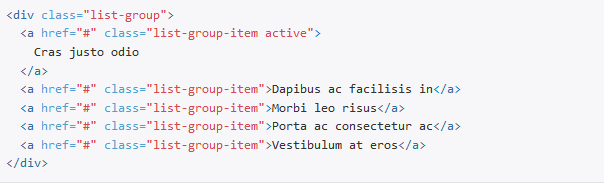 <div class="list-group">
  <a href="#" class="list-group-item active">
    Cras justo odio
  </a>
  <a href="#" class="list-group-item">Dapibus ac facilisis in</a>
  <a href="#" class="list-group-item">Morbi leo risus</a>
  <a href="#" class="list-group-item">Porta ac consectetur ac</a>
  <a href="#" class="list-group-item">Vestibulum at eros</a>
</div>